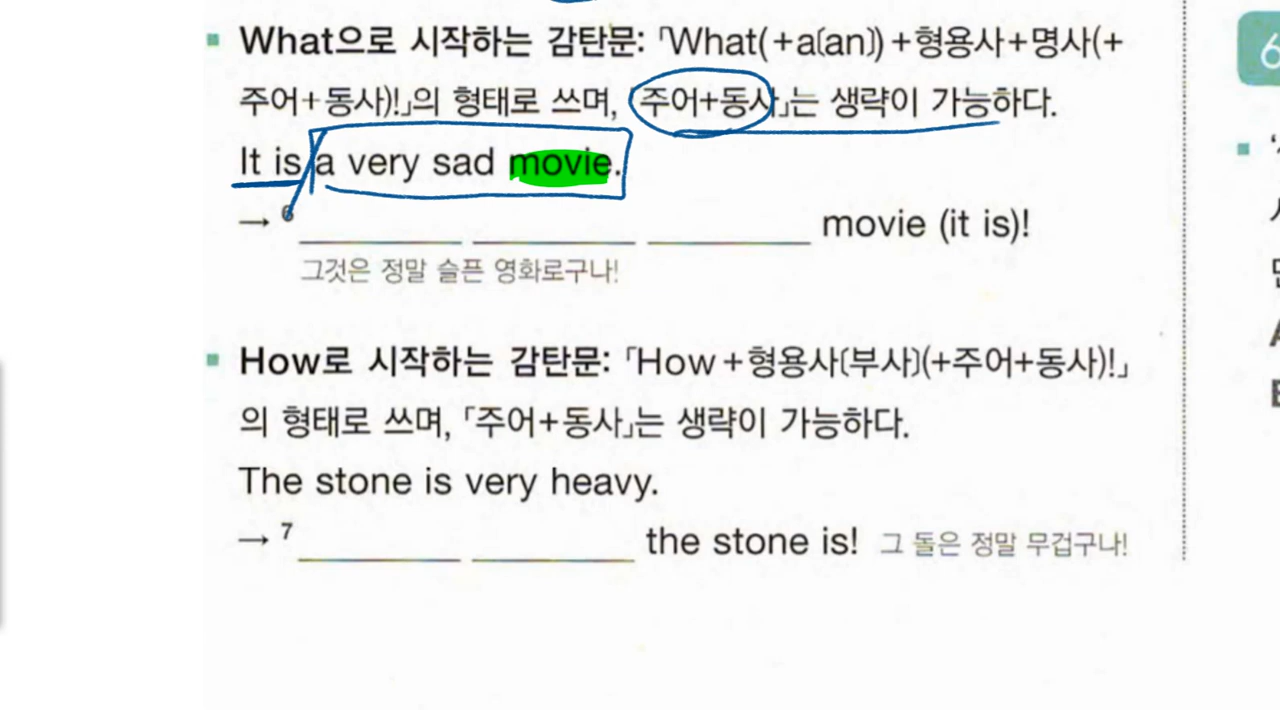 What으로 시작하는 감탄문: 「What(+a(an))+형용사+명사(+
주어+동사)!」의 형태로 쓰며, 「주어+동사」는 생략이 가능하다.
It is a very sad movie.
→ 6 ______ ______ ______ movie (it is)!
그것은 정말 슬픈 영화로구나!
How로 시작하는 감탄문: 「How+형용사(부사)(+주어+동사)!」
의 형태로 쓰며, 「주어+동사」는 생략이 가능하다.
The stone is very heavy.
→ 7 ______ ______ the stone is! 그 돌은 정말 무겁구나!
6